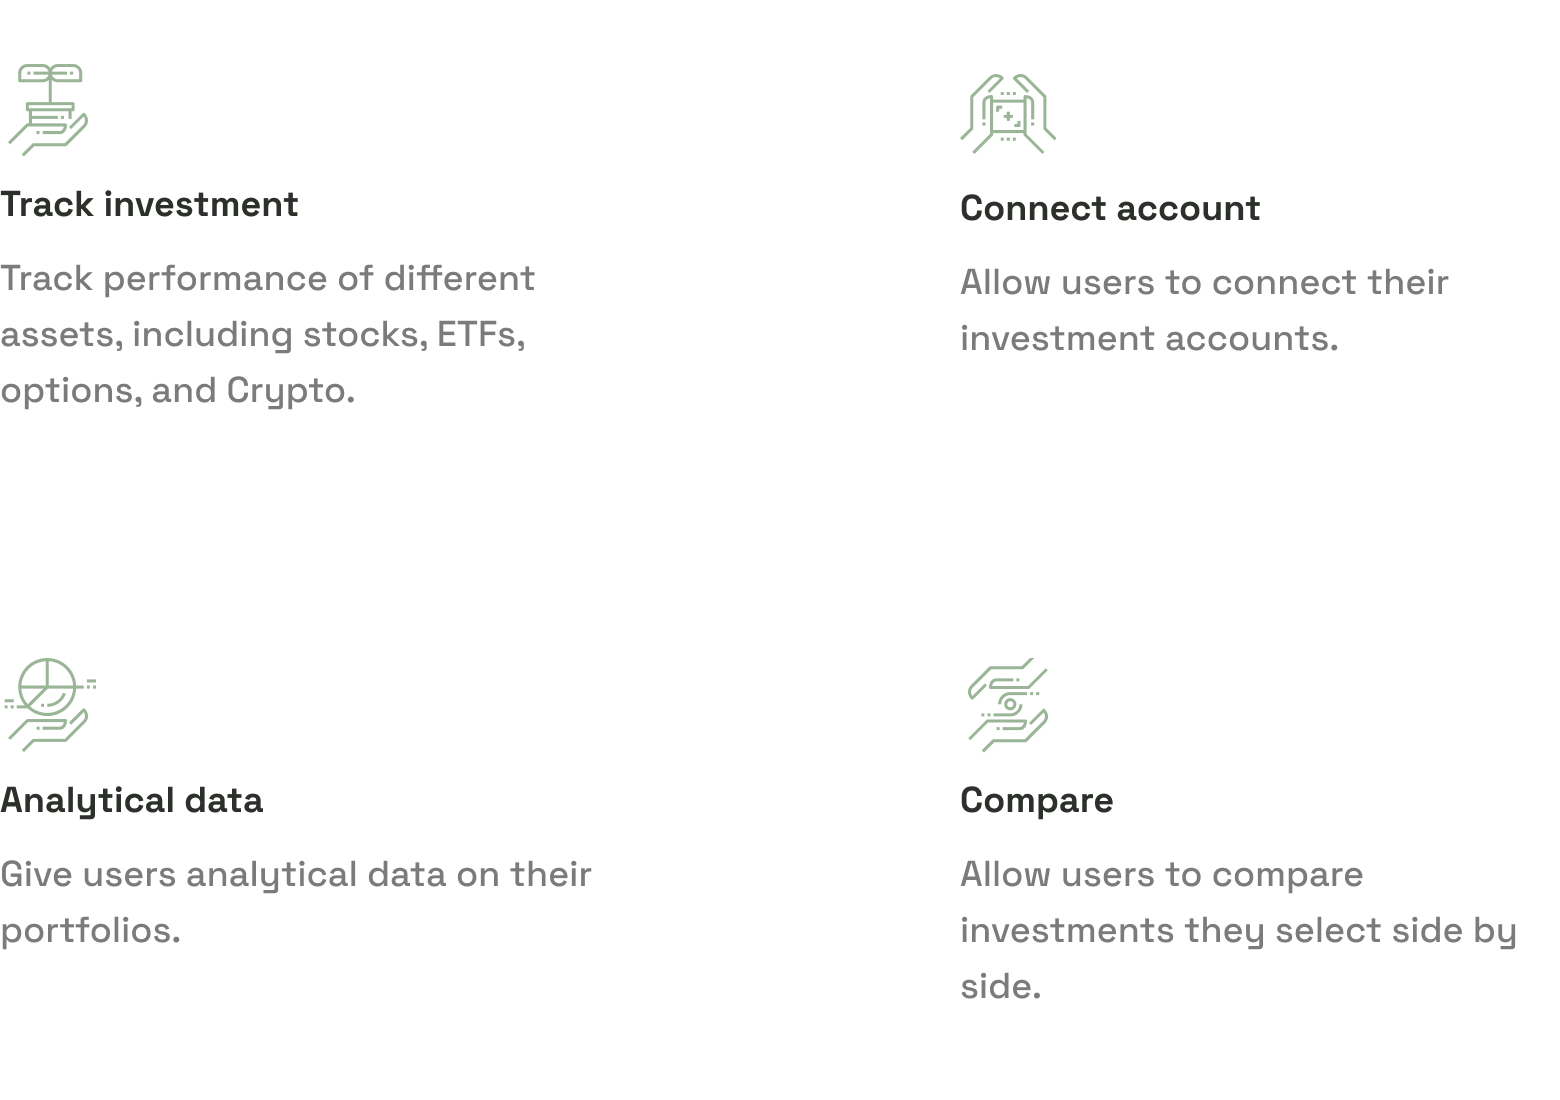 Track investment
Track performance of different
assets, including stocks, ETFs,
options, and Crypto.
Connect account
Allow users to connect their
investment accounts.
Analytical data
Give users analytical data on their
portfolios.
Compare
Allow users to compare
investments they select side by
side.